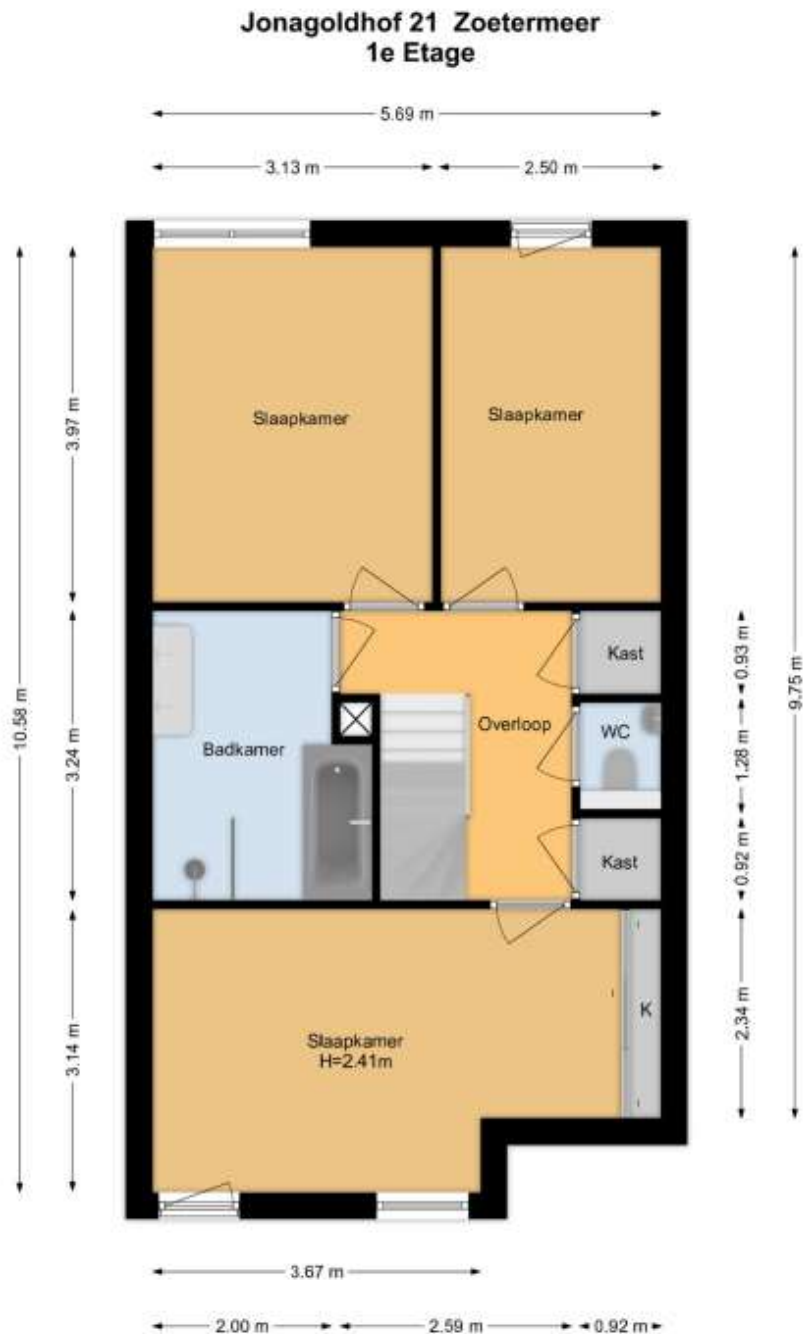 Jonagoldhof 21 Zoetermeer
1e Etage
5.69 m
3.13 m
2.50 m
3.97 m
10.58 m
3.24 m
3.14 m
9.75 m
0.93 m
1.28 m
0.92 m
2.34 m
Slaapkamer
Slaapkamer
Kast
Overloop
WC
Badkamer
Kast
Slaapkamer
H=2.41m
K
3.67 m
2.00 m
2.59 m
0.92 m